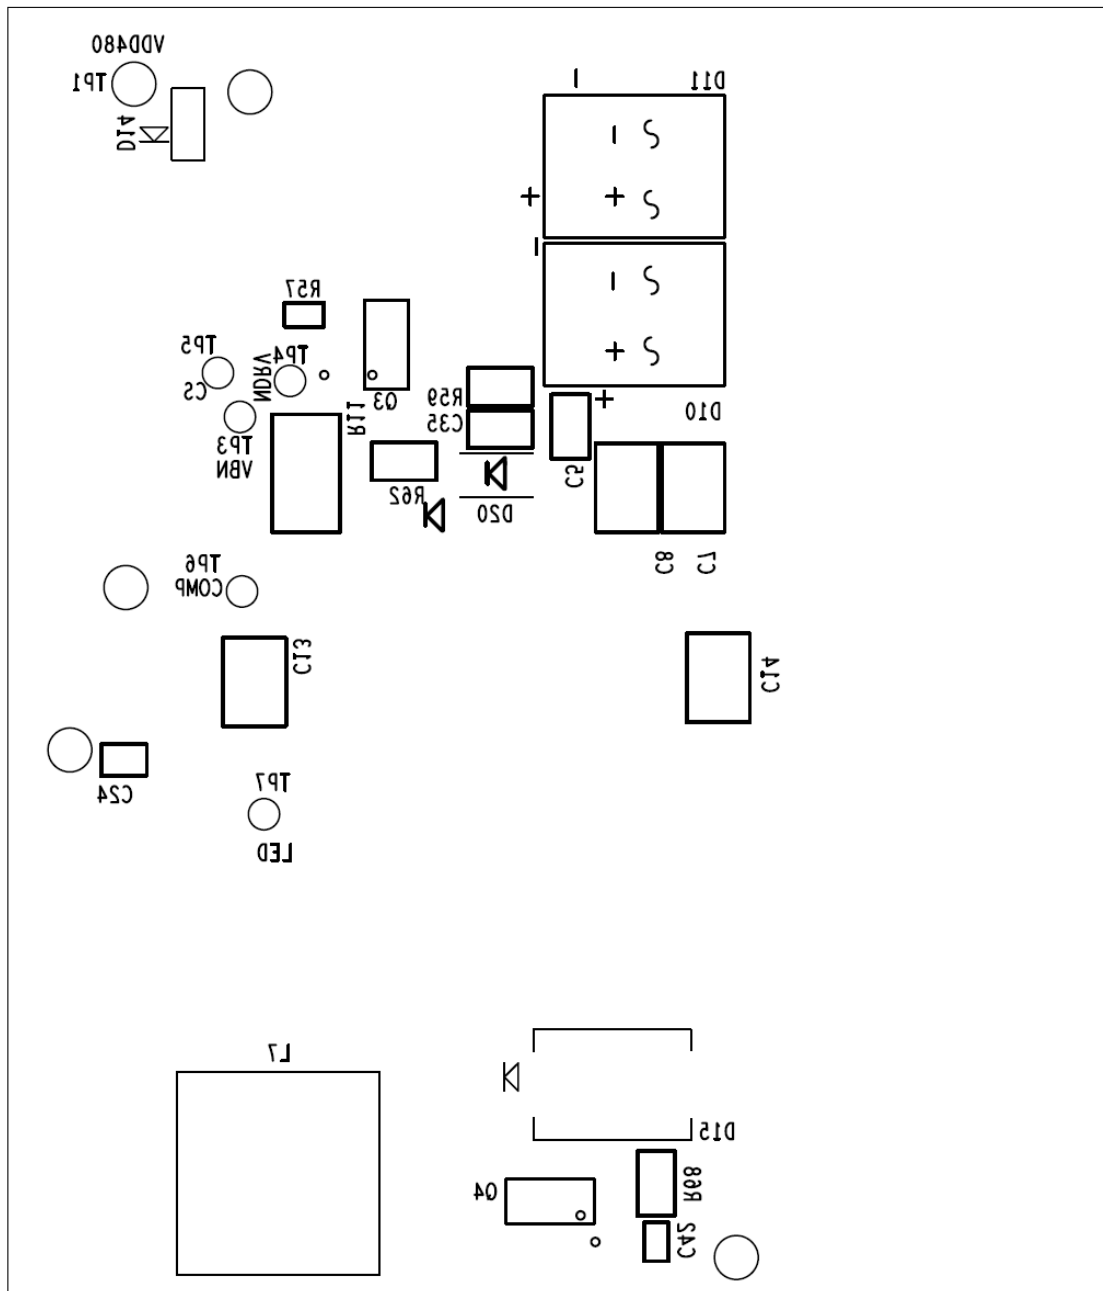 VDD480
TP1
D14
D11
-
-
+
+
-
-
+
+
D10
R57
TP5
CS
TP4
NDRV
Q3
R59
C35
TP3
VBN
R11
R62
D20
C5
C8
C7
TP6
COMP
C13
C14
C24
TP7
LED
L7
D15
Q4
R68
C42